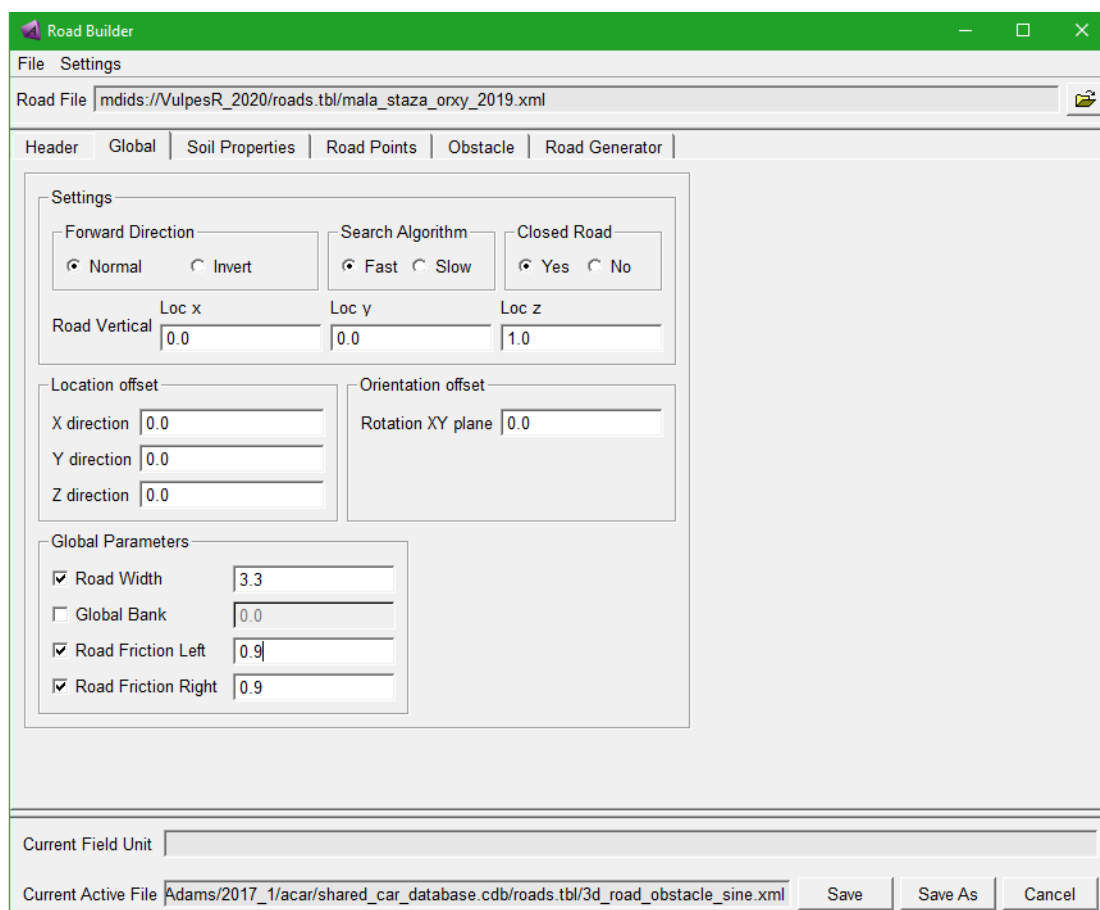 Road Builder
File Settings
Road File mdids://VulpesR_2020/roads.tbl/mala_staza_orxy_2019.xml
Header Global Soil Properties Road Points Obstacle Road Generator
Settings
Forward Direction Search Algorithm Closed Road
Normal Invert Fast Slow Yes No
Loc x Loc y Loc z
Road Vertical 0.0 0.0 1.0
Location offset Orientation offset
X direction 0.0 Rotation XY plane 0.0
Y direction 0.0
Z direction 0.0
Global Parameters
Road Width 3.3
Global Bank 0.0
Road Friction Left 0.9
Road Friction Right 0.9
Current Field Unit
Current Active File Adams/2017_1/acar/shared_car_database.cdb/roads.tbl/3d_road_obstacle_sine.xml Save Save As Cancel